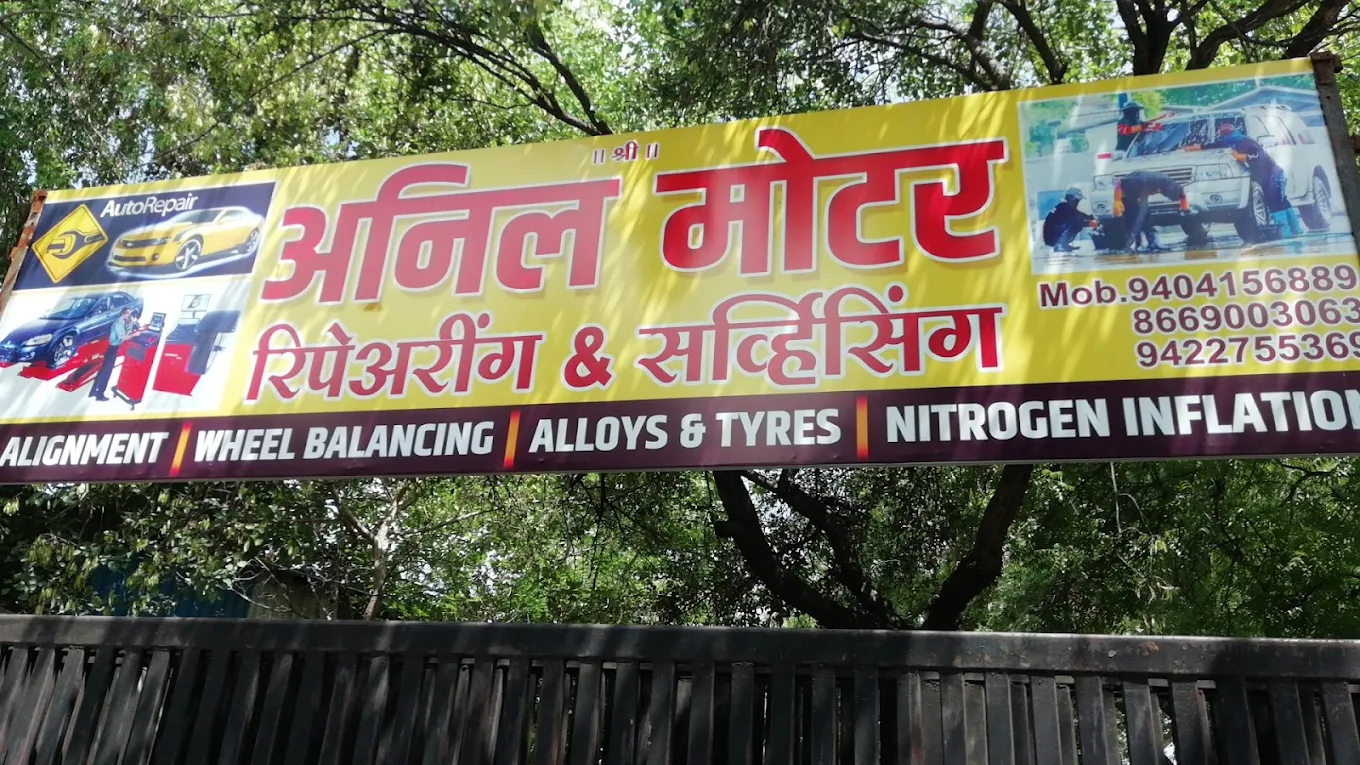 || श्री ||
AutoRepair
अनिल मोटर
रिपेअरींग & सर्व्हिसिंग
Mob.9404156889
8669003063
9422755369
ALIGNMENT | WHEEL BALANCING | ALLOYS & TYRES | NITROGEN INFLATION